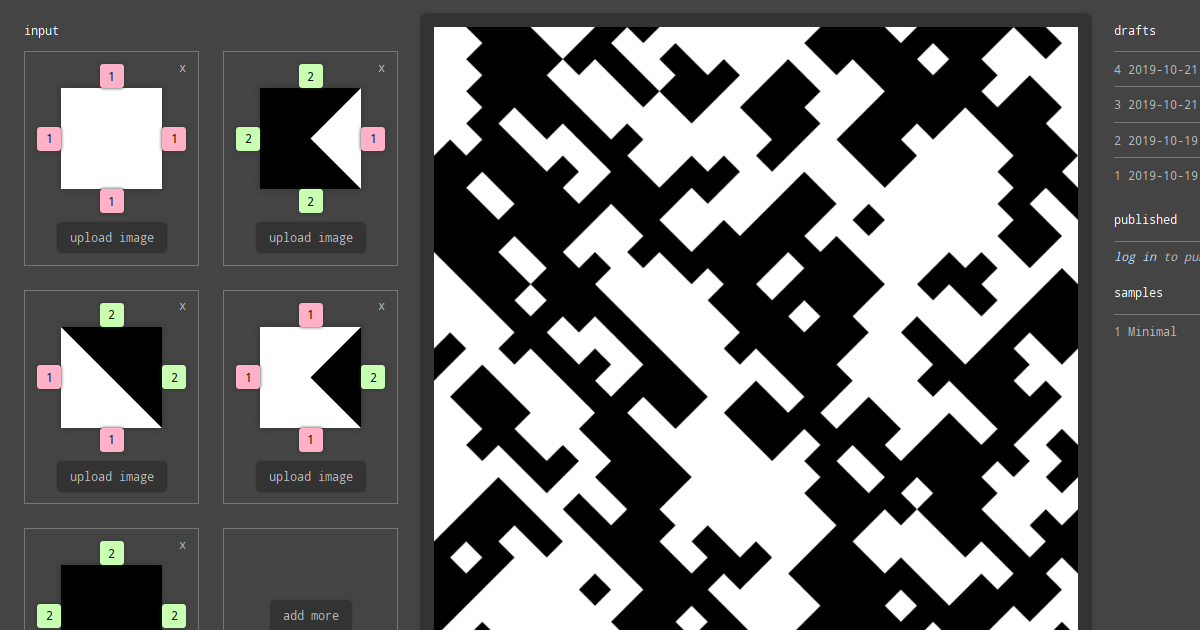 input
x
1
1
1
1
upload image
x
2
2
1
2
upload image
x
2
1
2
1
upload image
x
1
1
2
1
upload image
x
2
2
2
add more
drafts
4 2019-10-21
3 2019-10-21
2 2019-10-19
1 2019-10-19
published
log in to pu
samples
1 Minimal